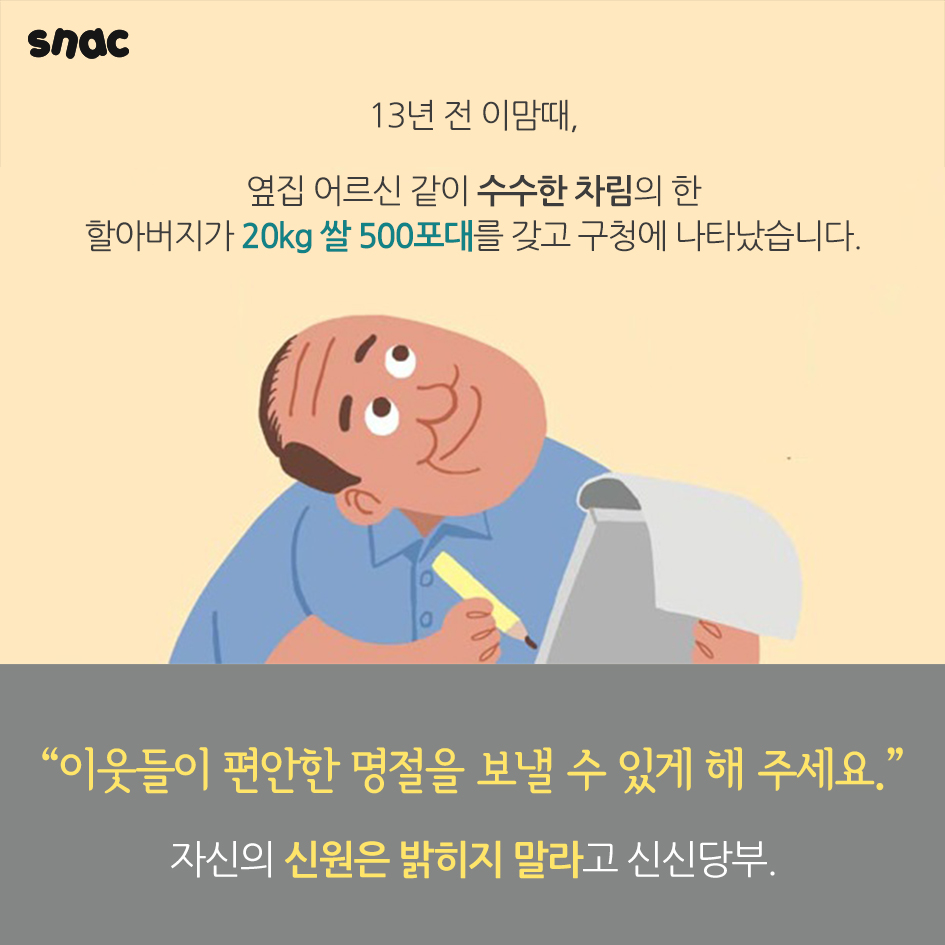 snac
13년 전 이맘때,
옆집 어르신 같이 수수한 차림의 한
할아버지가 20kg 쌀 500포대를 갖고 구청에 나타났습니다.
“이웃들이 편안한 명절을 보낼 수 있게 해 주세요.”
자신의 신원은 밝히지 말라고 신신당부.